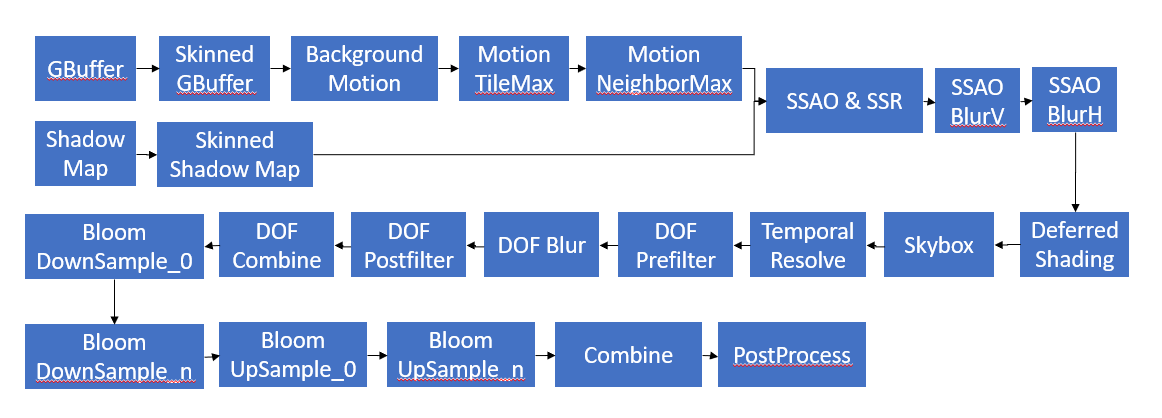 GBuffer
Skinned
GBuffer
Background
Motion
Motion
TileMax
Motion
NeighborMax
SSAO & SSR
SSAO
BlurV
SSAO
BlurH
Shadow
Map
Skinned
Shadow Map
Bloom
DownSample_0
DOF
Combine
DOF
Postfilter
DOF Blur
DOF
Prefilter
Temporal
Resolve
Skybox
Deferred
Shading
Bloom
DownSample_n
Bloom
UpSample_0
Bloom
UpSample_n
Combine
PostProcess